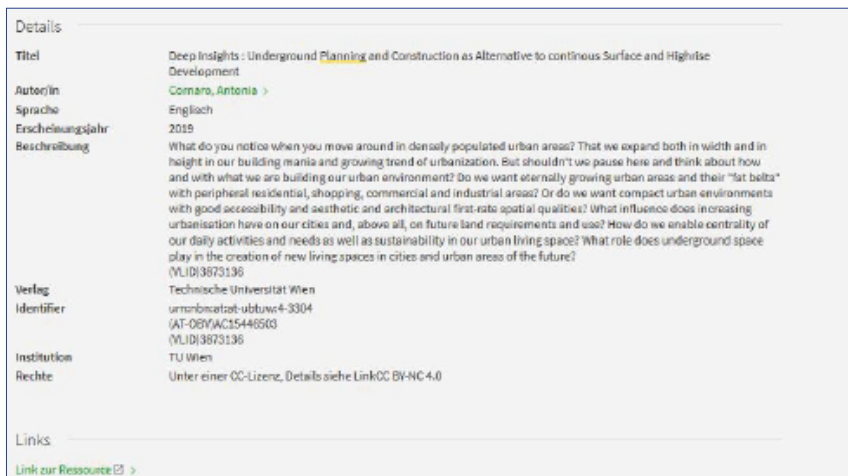 Details
Titel Deep Insights : Underground Planning and Construction as Alternative to continous Surface and Highrise
Development
Autor/in Cornaro, Antonia >
Sprache Englisch
Erscheinungsjahr 2019
Beschreibung What do you notice when you move around in densely populated urban areas? That we expand both in width and in
height in our building mania and growing trend of urbanization. But shouldn't we pause here and think about how
and with what we are building our urban environment? Do we want eternally growing urban areas and their "fat belts"
with peripheral residential, shopping, commercial and industrial areas? Or do we want compact urban environments
with good accessibility and aesthetic and architectural first-rate spatial qualities? What influence does increasing
urbanisation have on our cities and, above all, on future land requirements and use? How do we enable centrality of
our daily activities and needs as well as sustainability in our urban living space? What role does underground space
play in the creation of new living spaces in cities and urban areas of the future?
(VLID)3873136
Verlag Technische Universität Wien
Identifier urn:nbn:at:at-ubtuw:4-3304
(AT-OBV)AC15446503
(VLID)3873136
Institution TU Wien
Rechte Unter einer CC-Lizenz, Details siehe LinkCC BY-NC 4.0
Links
Link zur Ressource >